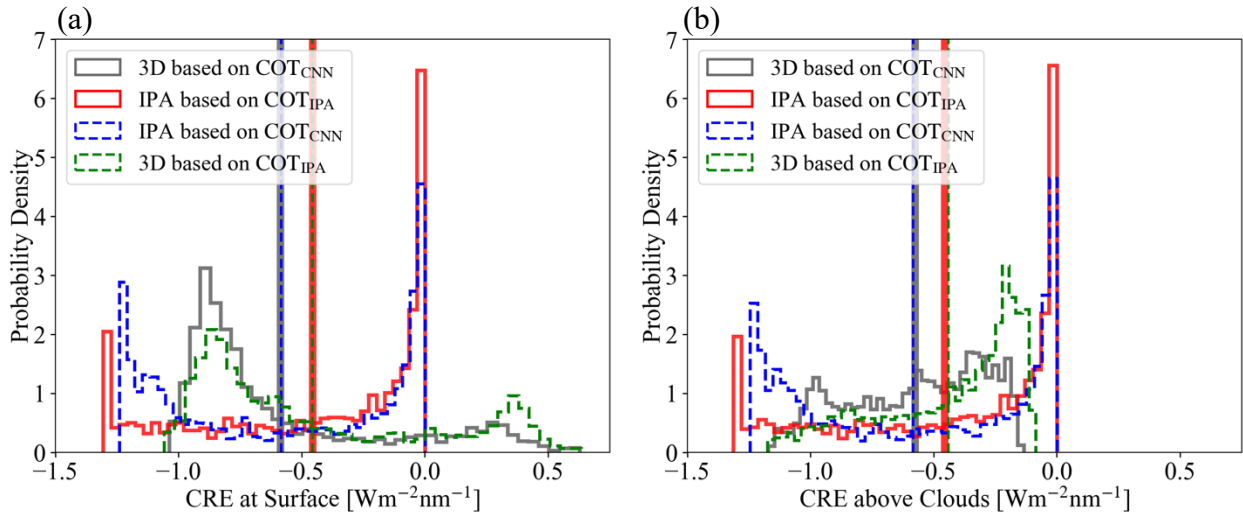 (a)
7
6
5
4
3
2
1
0
Probability Density
3D based on COT_CNN
IPA based on COT_IPA
IPA based on COT_CNN
3D based on COT_IPA
−1.5 −1.0 −0.5 0.0 0.5
CRE at Surface [Wm⁻²nm⁻¹]
(b)
7
6
5
4
3
2
1
0
Probability Density
3D based on COT_CNN
IPA based on COT_IPA
IPA based on COT_CNN
3D based on COT_IPA
−1.5 −1.0 −0.5 0.0 0.5
CRE above Clouds [Wm⁻²nm⁻¹]